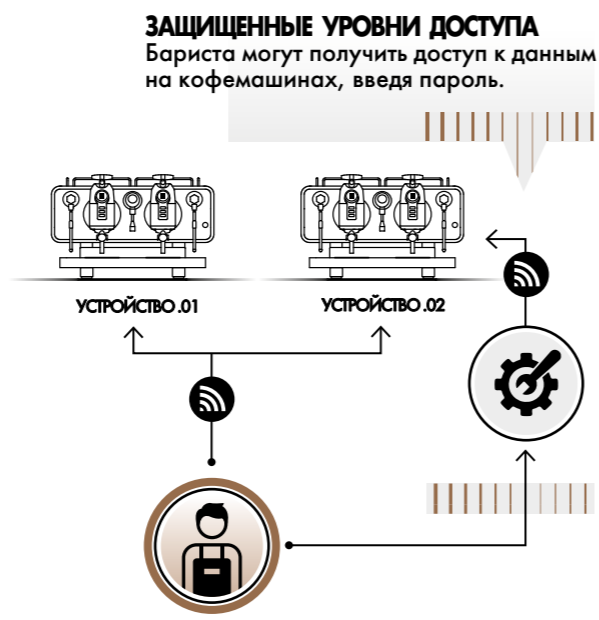 ЗАЩИЩЕННЫЕ УРОВНИ ДОСТУПА
Бариста могут получить доступ к данным
на кофемашинах, введя пароль.
УСТРОЙСТВО .01
УСТРОЙСТВО .02